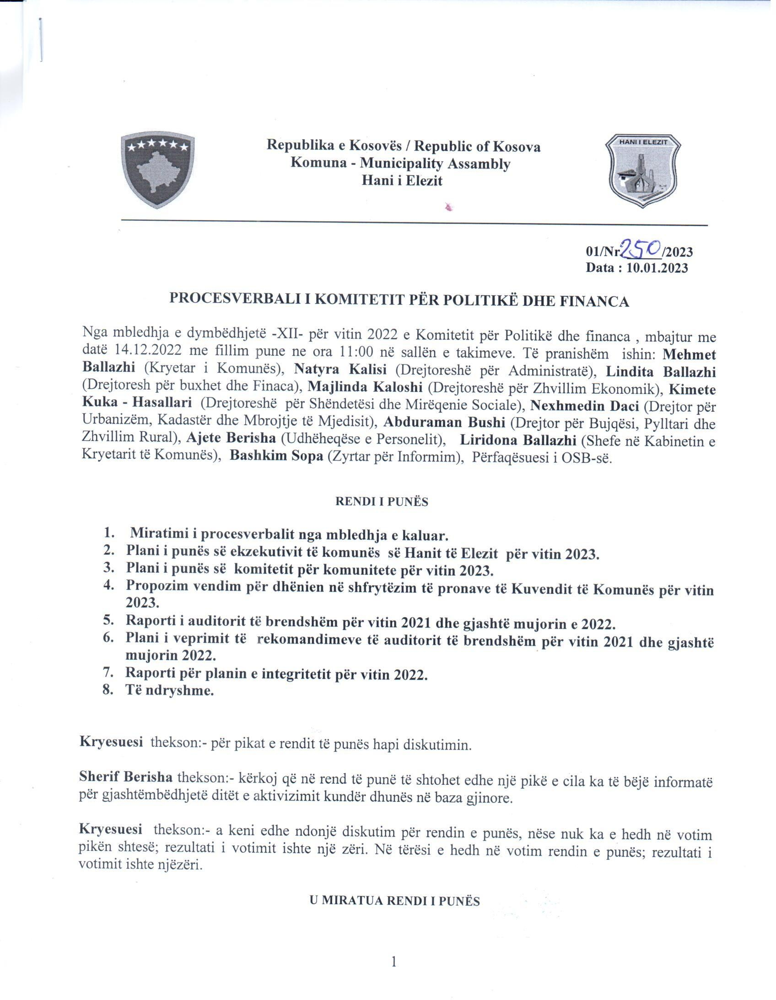 Republika e Kosovës / Republic of Kosova
Komuna - Municipality Assambly
Hani i Elezit
HANI I ELEZIT
01/Nr. 250 /2023
Data : 10.01.2023
PROCESVERBALI I KOMITETIT PËR POLITIKË DHE FINANCA
Nga mbledhja e dymbëdhjetë -XII- për vitin 2022 e Komitetit për Politikë dhe financa , mbajtur me
datë 14.12.2022 me fillim pune ne ora 11:00 në sallën e takimeve. Të pranishëm ishin: Mehmet
Ballazhi (Kryetar i Komunës), Natyra Kalisi (Drejtoreshë për Administratë), Lindita Ballazhi
(Drejtoresh për buxhet dhe Finaca), Majlinda Kaloshi (Drejtoreshë për Zhvillim Ekonomik), Kimete
Kuka - Hasallari (Drejtoreshë për Shëndetësi dhe Mirëqenie Sociale), Nexhmedin Daci (Drejtor për
Urbanizëm, Kadastër dhe Mbrojtje të Mjedisit), Abduraman Bushi (Drejtor për Bujqësi, Pylltari dhe
Zhvillim Rural), Ajete Berisha (Udhëheqëse e Personelit), Liridona Ballazhi (Shefe në Kabinetin e
Kryetarit të Komunës), Bashkim Sopa (Zyrtar për Informim), Përfaqësuesi i OSB-së.
RENDI I PUNËS
1. Miratimi i procesverbalit nga mbledhja e kaluar.
2. Plani i punës së ekzekutivit të komunës së Hanit të Elezit për vitin 2023.
3. Plani i punës së komitetit për komunitete për vitin 2023.
4. Propozim vendim për dhënien në shfrytëzim të pronave të Kuvendit të Komunës për vitin
2023.
5. Raporti i auditorit të brendshëm për vitin 2021 dhe gjashtë mujorin e 2022.
6. Plani i veprimit të rekomandimeve të auditorit të brendshëm për vitin 2021 dhe gjashtë
mujorin 2022.
7. Raporti për planin e integritetit për vitin 2022.
8. Të ndryshme.
Kryesuesi thekson:- për pikat e rendit të punës hapi diskutimin.
Sherif Berisha thekson:- kërkoj që në rend të punë të shtohet edhe një pikë e cila ka të bëjë informatë
për gjashtëmbëdhjetë ditët e aktivizimit kundër dhunës në baza gjinore.
Kryesuesi thekson:- a keni edhe ndonjë diskutim për rendin e punës, nëse nuk ka e hedh në votim
pikën shtesë; rezultati i votimit ishte një zëri. Në tërësi e hedh në votim rendin e punës; rezultati i
votimit ishte njëzëri.
U MIRATUA RENDI I PUNËS
1